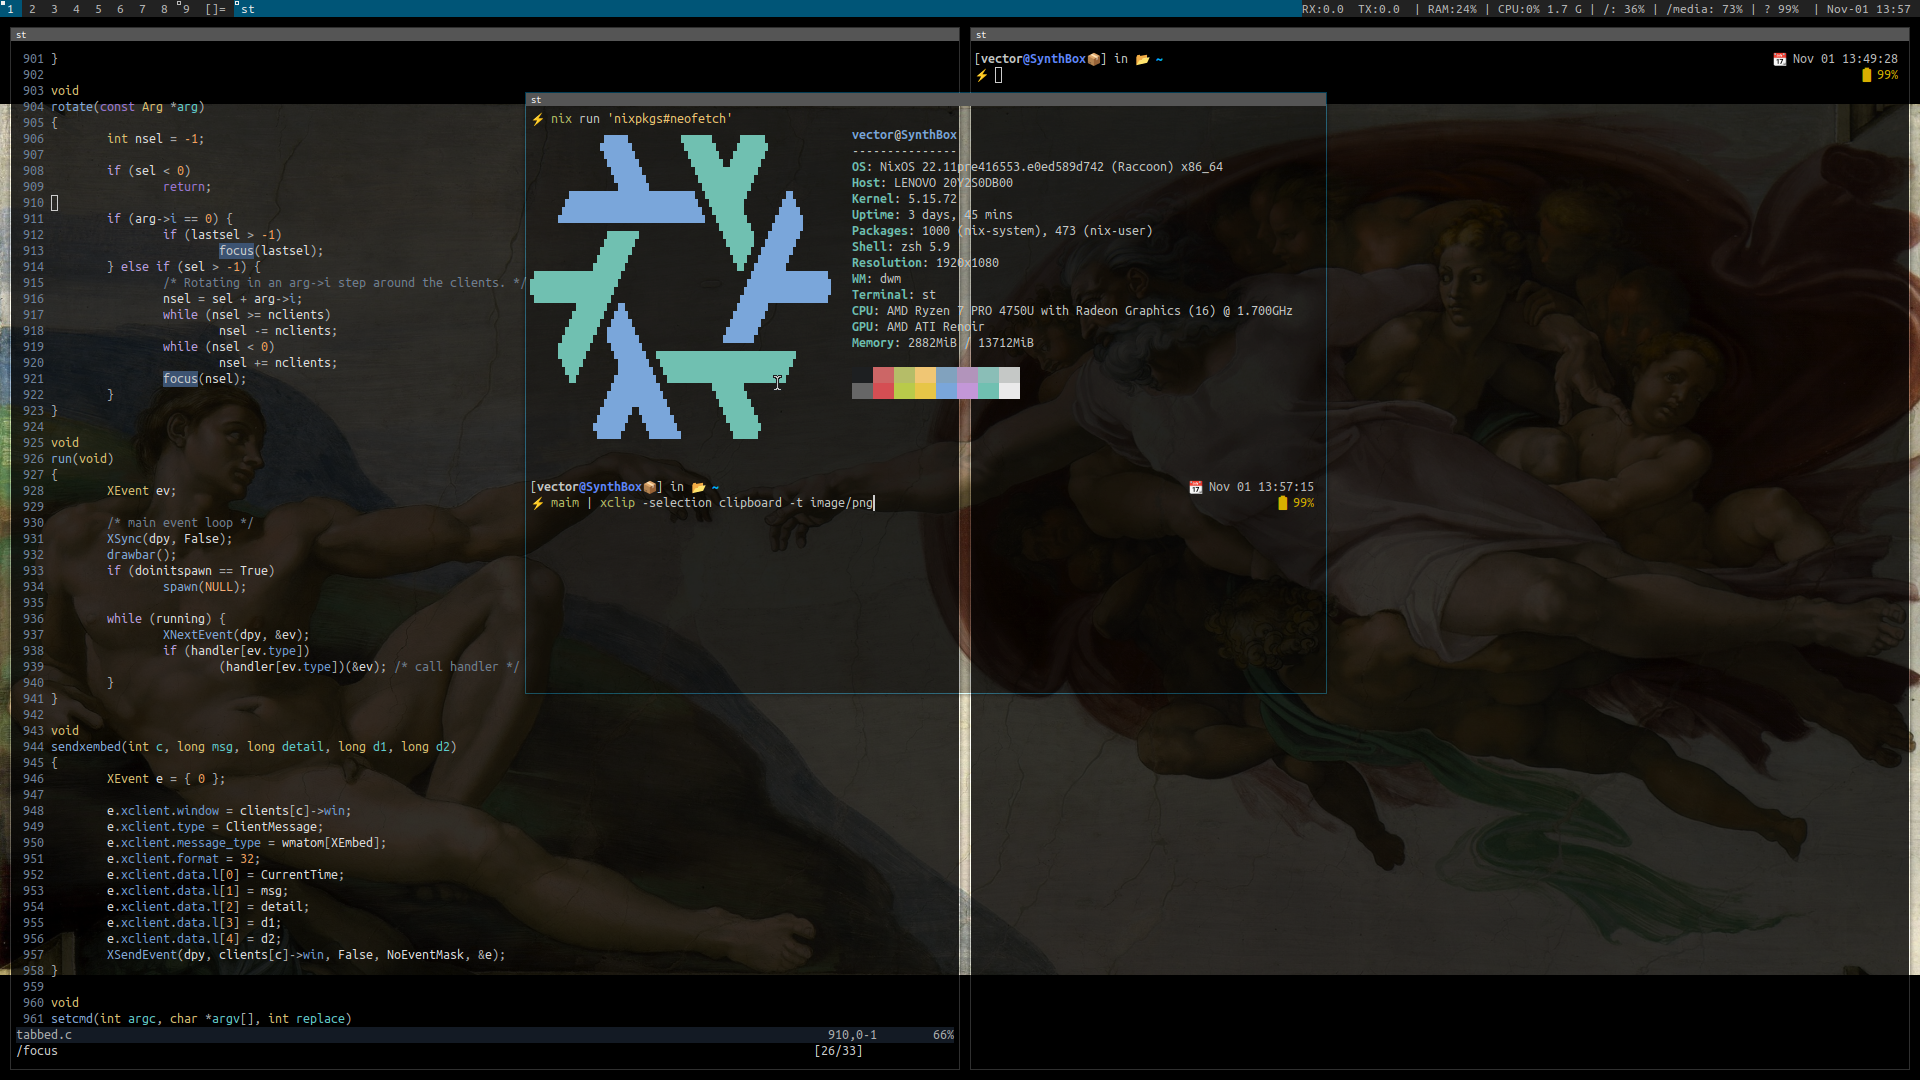 1 2 3 4 5 6 7 8 9 []= st
RX:0.0 TX:0.0 | RAM:24% | CPU:0% 1.7 G | /: 36% | /media: 73% | ? 99% | Nov-01 13:57
st
901 }
902
903 void
904 rotate(const Arg *arg)
905 {
906 int nsel = -1;
907
908 if (sel < 0)
909 return;
910
911 if (arg->i == 0) {
912 if (lastsel > -1)
913 focus(lastsel);
914 } else if (sel > -1) {
915 /* Rotating in an arg->i step around the clients. */
916 nsel = sel + arg->i;
917 while (nsel >= nclients)
918 nsel -= nclients;
919 while (nsel < 0)
920 nsel += nclients;
921 focus(nsel);
922 }
923 }
924
925 void
926 run(void)
927 {
928 XEvent ev;
929
930 /* main event loop */
931 XSync(dpy, False);
932 drawbar();
933 if (doinitspawn == True)
934 spawn(NULL);
935
936 while (running) {
937 XNextEvent(dpy, &ev);
938 if (handler[ev.type])
939 (handler[ev.type])(&ev); /* call handler */
940 }
941 }
942
943 void
944 sendxembed(int c, long msg, long detail, long d1, long d2)
945 {
946 XEvent e = { 0 };
947
948 e.xclient.window = clients[c]->win;
949 e.xclient.type = ClientMessage;
950 e.xclient.message_type = wmatom[XEmbed];
951 e.xclient.format = 32;
952 e.xclient.data.l[0] = CurrentTime;
953 e.xclient.data.l[1] = msg;
954 e.xclient.data.l[2] = detail;
955 e.xclient.data.l[3] = d1;
956 e.xclient.data.l[4] = d2;
957 XSendEvent(dpy, clients[c]->win, False, NoEventMask, &e);
958 }
959
960 void
961 setcmd(int argc, char *argv[], int replace)
tabbed.c 910,0-1 66%
/focus [26/33]
st
⚡ nix run 'nixpkgs#neofetch'
vector@SynthBox
---------------
OS: NixOS 22.11pre416553.e0ed589d742 (Raccoon) x86_64
Host: LENOVO 20Y2S0DB00
Kernel: 5.15.72
Uptime: 3 days, 45 mins
Packages: 1000 (nix-system), 473 (nix-user)
Shell: zsh 5.9
Resolution: 1920x1080
WM: dwm
Terminal: st
CPU: AMD Ryzen 7 PRO 4750U with Radeon Graphics (16) @ 1.700GHz
GPU: AMD ATI Renoir
Memory: 2882MiB / 13712MiB
[vector@SynthBox📦] in 📂 ~ 📆 Nov 01 13:57:15
⚡ maim | xclip -selection clipboard -t image/png 🔋 99%
st
[vector@SynthBox📦] in 📂 ~ 📆 Nov 01 13:49:28
⚡ 🔋 99%